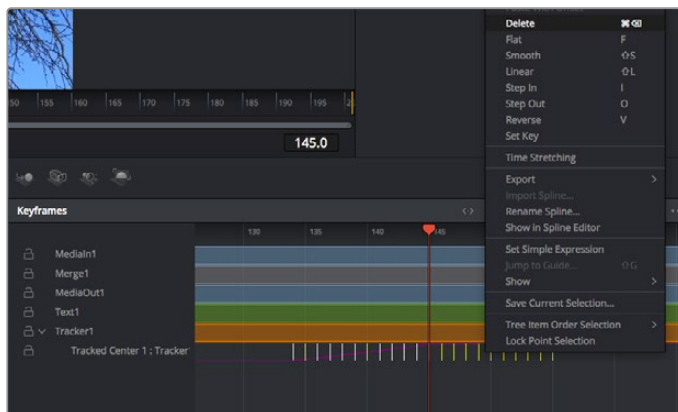 Delete ⌘⌫
Flat F
Smooth ⇧S
Linear ⇧L
Step In I
Step Out O
Reverse V
Set Key
Time Stretching
Export >
Import Spline...
Rename Spline...
Show in Spline Editor
Set Simple Expression
Jump to Guide... ⇧G
Show >
Save Current Selection...
Tree Item Order Selection >
Lock Point Selection
50 155 160 165 170 175 180 185 190 195
145.0
Keyframes
130 135 140 145
MediaIn1
Merge1
MediaOut1
Text1
Tracker1
Tracked Center 1 : Tracker